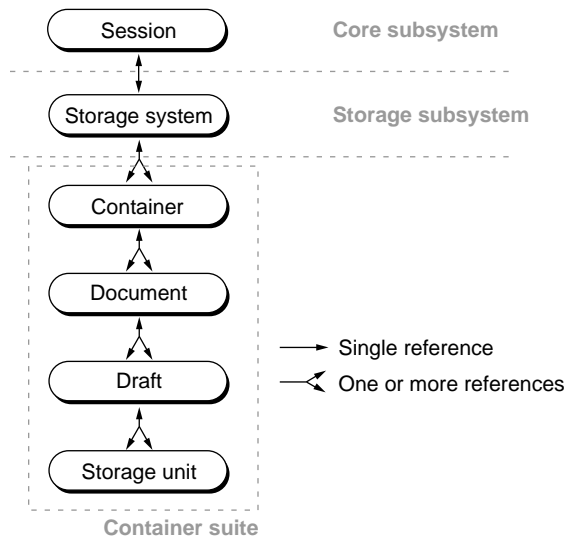 Session
Core subsystem
Storage system
Storage subsystem
Container
Document
Single reference
Draft
One or more references
Storage unit
Container suite